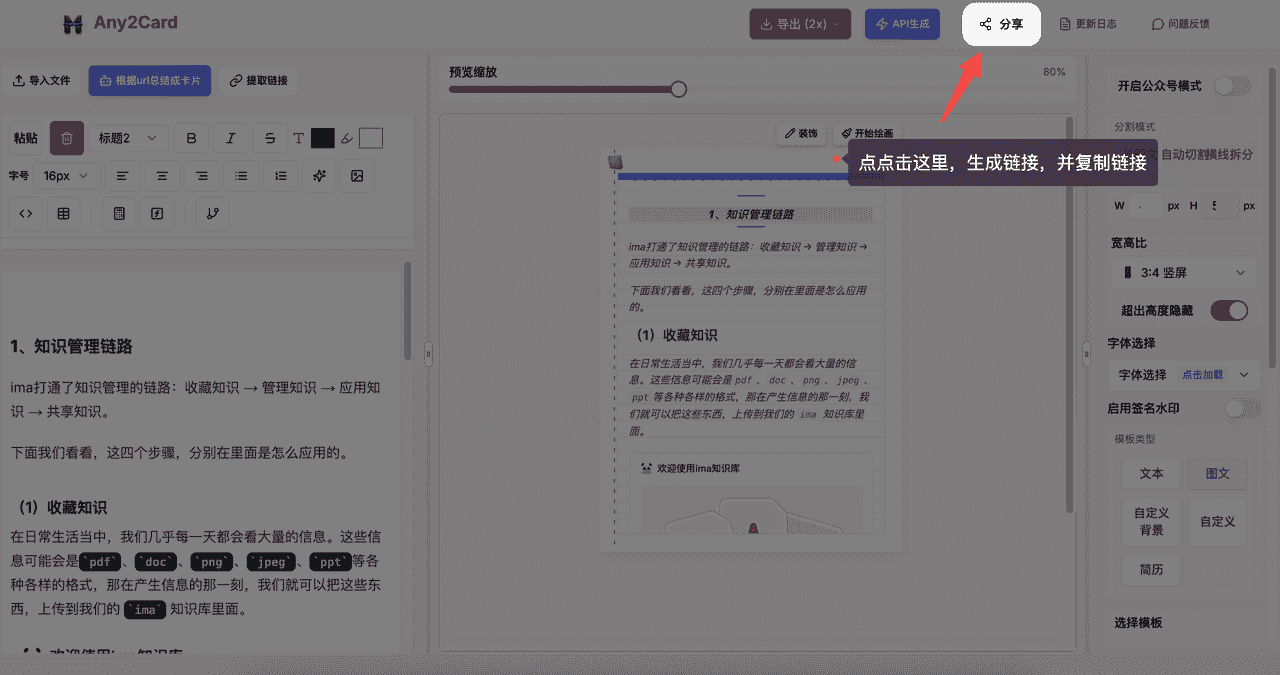 Any2Card
导出 (2x)
API生成
分享
更新日志
问题反馈
导入文件
根据url总结成卡片
提取链接
粘贴
标题2
B
I
S
T
字号
16px
1、知识管理链路
ima打通了知识管理的链路：收藏知识 → 管理知识 → 应用知
识 → 共享知识。
下面我们看看，这四个步骤，分别在里面是怎么应用的。
（1）收藏知识
在日常生活当中，我们几乎每一天都会看大量的信息。这些信
息可能会是`pdf`、`doc`、`png`、`jpeg`、`ppt`等各
种各样的格式，那在产生信息的那一刻，我们就可以把这些东
西，上传到我们的 `ima` 知识库里面。
欢迎使用ima知识库
预览缩放
80%
装饰
开始绘画
点点击这里，生成链接，并复制链接
1、知识管理链路
ima打通了知识管理的链路：收藏知识 → 管理知识 →
应用知识 → 共享知识。
下面我们看看，这四个步骤，分别在里面是怎么应用
的。
（1）收藏知识
在日常生活当中，我们几乎每一天都会看大量的信
息。这些信息可能会是 pdf 、 doc 、 png 、 jpeg 、
ppt 等各种各样的格式，那在产生信息的那一刻，我
们就可以把这些东西，上传到我们的 ima 知识库里
面。
欢迎使用ima知识库
开启公众号模式
分割模式
自动切割
横线拆分
W
px
H
px
宽高比
3:4 竖屏
超出高度隐藏
字体选择
字体选择
点击加载
启用签名水印
模板类型
文本
图文
自定义
背景
自定义
简历
选择模板